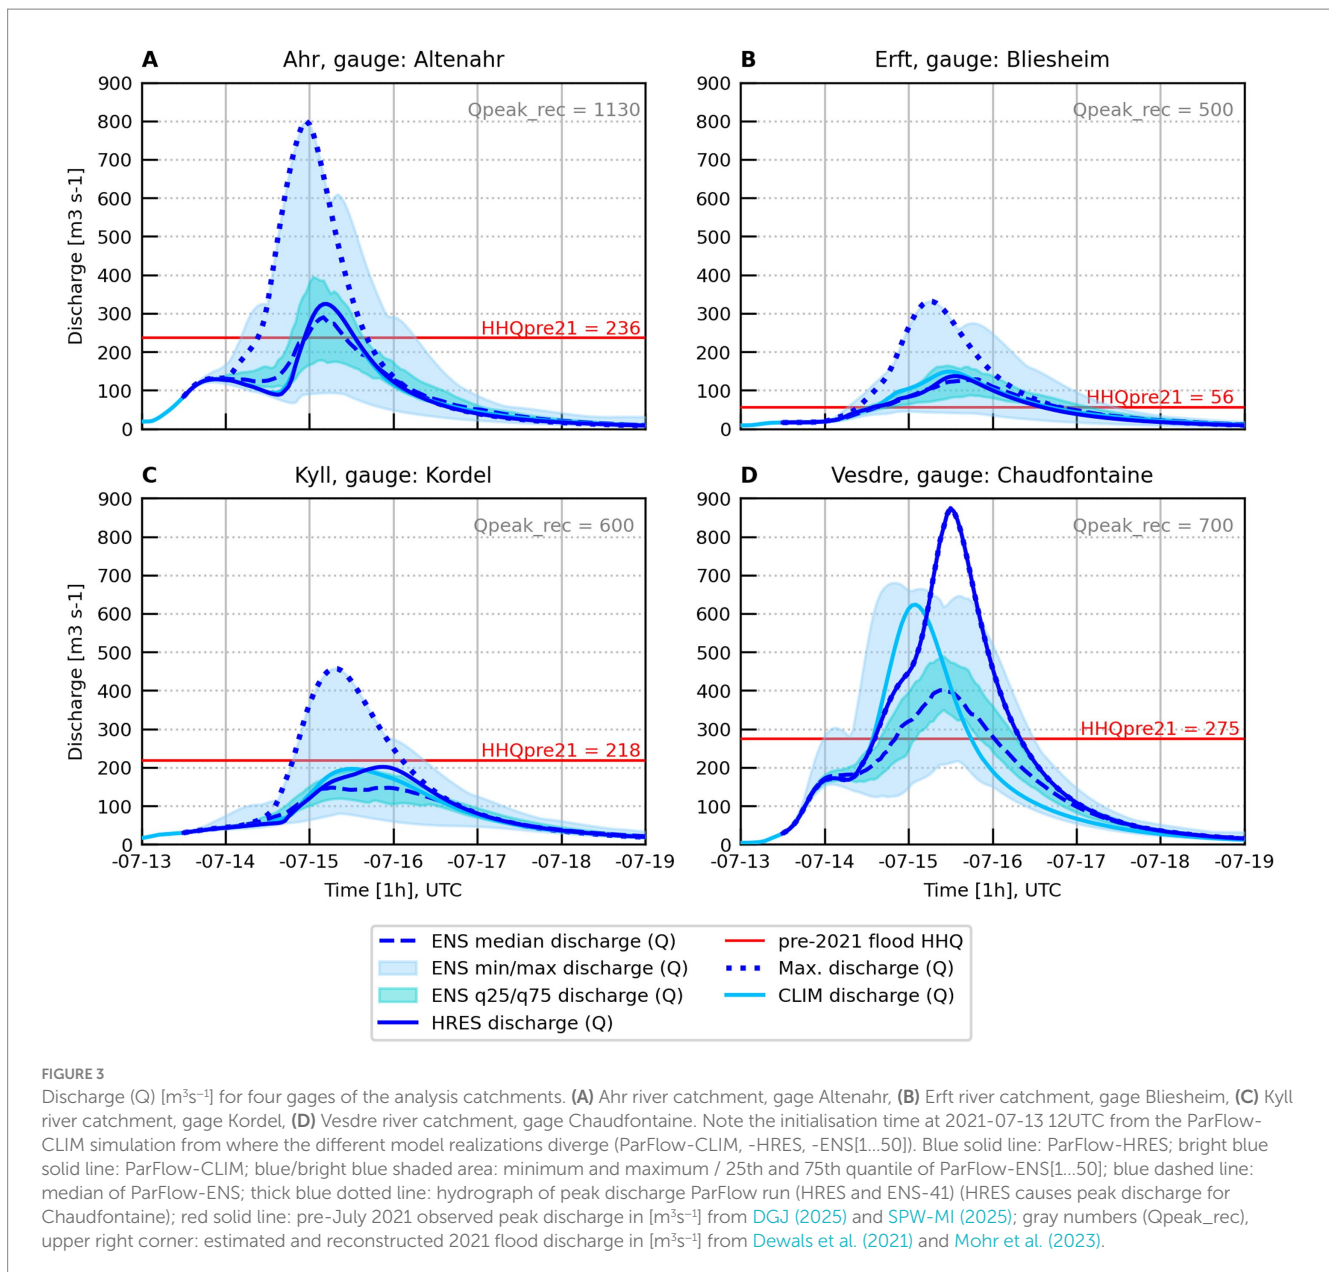 A
Ahr, gauge: Altenahr
Discharge [m3 s-1]
900
800
700
600
500
400
300
200
100
0
Qpeak_rec = 1130
HHQpre21 = 236
B
Erft, gauge: Bliesheim
900
800
700
600
500
400
300
200
100
0
Qpeak_rec = 500
HHQpre21 = 56
C
Kyll, gauge: Kordel
Discharge [m3 s-1]
900
800
700
600
500
400
300
200
100
0
Qpeak_rec = 600
HHQpre21 = 218
-07-13 -07-14 -07-15 -07-16 -07-17 -07-18 -07-19
Time [1h], UTC
D
Vesdre, gauge: Chaudfontaine
900
800
700
600
500
400
300
200
100
0
Qpeak_rec = 700
HHQpre21 = 275
-07-13 -07-14 -07-15 -07-16 -07-17 -07-18 -07-19
Time [1h], UTC
ENS median discharge (Q)
ENS min/max discharge (Q)
ENS q25/q75 discharge (Q)
HRES discharge (Q)
pre-2021 flood HHQ
Max. discharge (Q)
CLIM discharge (Q)
FIGURE 3
Discharge (Q) [m³s⁻¹] for four gages of the analysis catchments. (A) Ahr river catchment, gage Altenahr, (B) Erft river catchment, gage Bliesheim, (C) Kyll
river catchment, gage Kordel, (D) Vesdre river catchment, gage Chaudfontaine. Note the initialisation time at 2021-07-13 12UTC from the ParFlow-
CLIM simulation from where the different model realizations diverge (ParFlow-CLIM, -HRES, -ENS[1...50]). Blue solid line: ParFlow-HRES; bright blue
solid line: ParFlow-CLIM; blue/bright blue shaded area: minimum and maximum / 25th and 75th quantile of ParFlow-ENS[1...50]; blue dashed line:
median of ParFlow-ENS; thick blue dotted line: hydrograph of peak discharge ParFlow run (HRES and ENS-41) (HRES causes peak discharge for
Chaudfontaine); red solid line: pre-July 2021 observed peak discharge in [m³s⁻¹] from DGJ (2025) and SPW-MI (2025); gray numbers (Qpeak_rec),
upper right corner: estimated and reconstructed 2021 flood discharge in [m³s⁻¹] from Dewals et al. (2021) and Mohr et al. (2023).